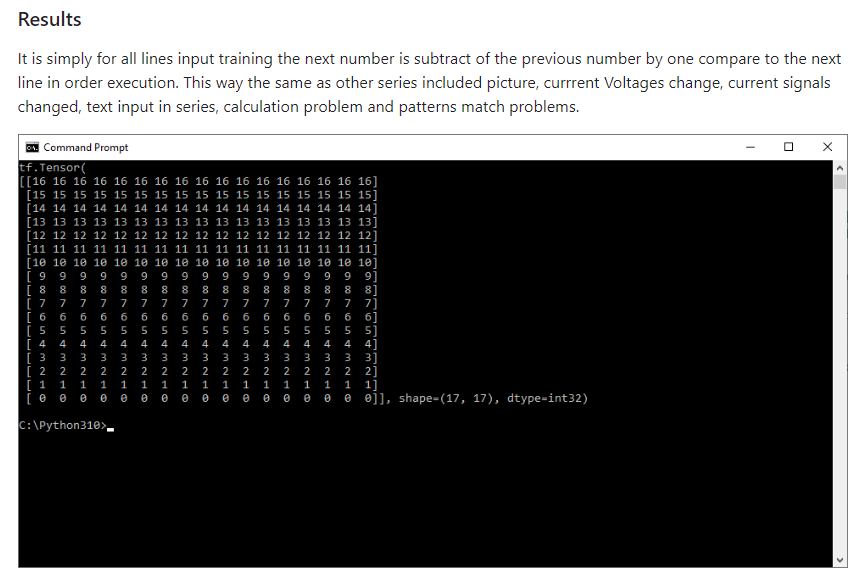 Results
It is simply for all lines input training the next number is subtract of the previous number by one compare to the next
line in order execution. This way the same as other series included picture, currrent Voltages change, current signals
changed, text input in series, calculation problem and patterns match problems.
Command Prompt
tf.Tensor(
[[16 16 16 16 16 16 16 16 16 16 16 16 16 16 16 16 16]
[15 15 15 15 15 15 15 15 15 15 15 15 15 15 15 15 15]
[14 14 14 14 14 14 14 14 14 14 14 14 14 14 14 14 14]
[13 13 13 13 13 13 13 13 13 13 13 13 13 13 13 13 13]
[12 12 12 12 12 12 12 12 12 12 12 12 12 12 12 12 12]
[11 11 11 11 11 11 11 11 11 11 11 11 11 11 11 11 11]
[10 10 10 10 10 10 10 10 10 10 10 10 10 10 10 10 10]
[ 9 9 9 9 9 9 9 9 9 9 9 9 9 9 9 9 9]
[ 8 8 8 8 8 8 8 8 8 8 8 8 8 8 8 8 8]
[ 7 7 7 7 7 7 7 7 7 7 7 7 7 7 7 7 7]
[ 6 6 6 6 6 6 6 6 6 6 6 6 6 6 6 6 6]
[ 5 5 5 5 5 5 5 5 5 5 5 5 5 5 5 5 5]
[ 4 4 4 4 4 4 4 4 4 4 4 4 4 4 4 4 4]
[ 3 3 3 3 3 3 3 3 3 3 3 3 3 3 3 3 3]
[ 2 2 2 2 2 2 2 2 2 2 2 2 2 2 2 2 2]
[ 1 1 1 1 1 1 1 1 1 1 1 1 1 1 1 1 1]
[ 0 0 0 0 0 0 0 0 0 0 0 0 0 0 0 0 0]], shape=(17, 17), dtype=int32)
C:\Python310>